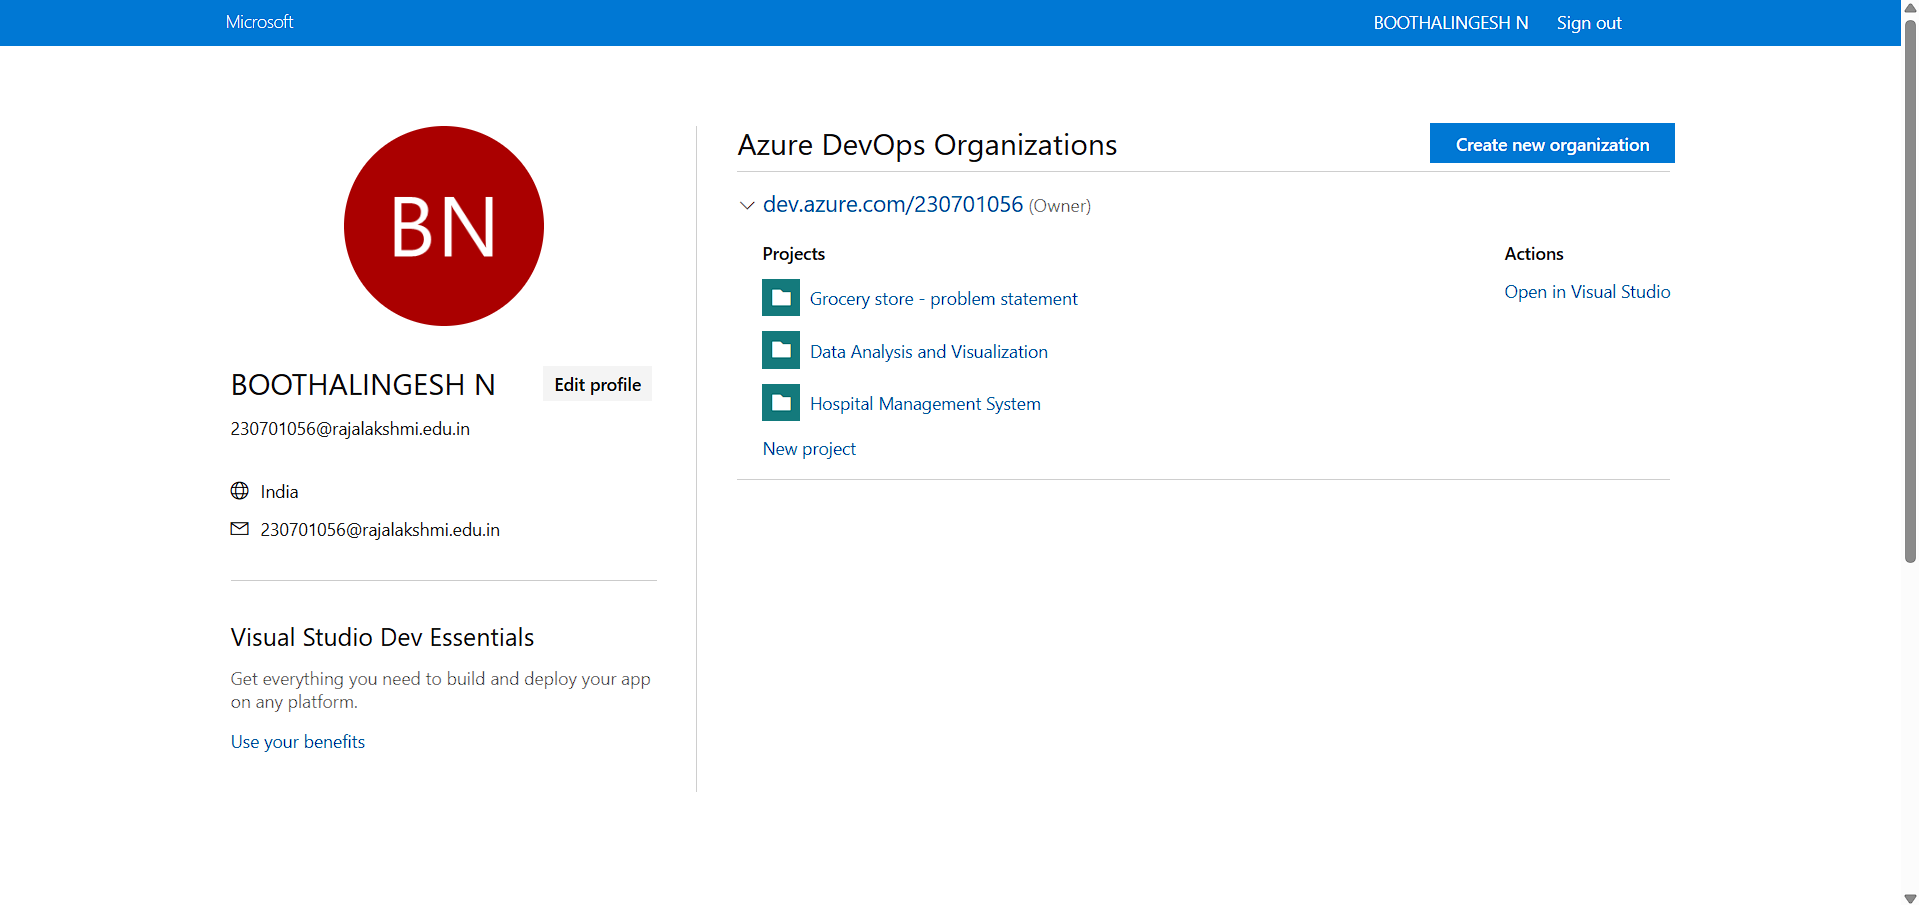 Microsoft
BOOTHALINGESH N Sign out
BN
BOOTHALINGESH N
Edit profile
230701056@rajalakshmi.edu.in
India
230701056@rajalakshmi.edu.in
Visual Studio Dev Essentials
Get everything you need to build and deploy your app
on any platform.
Use your benefits
Azure DevOps Organizations
Create new organization
dev.azure.com/230701056 (Owner)
Projects
Actions
Grocery store - problem statement
Open in Visual Studio
Data Analysis and Visualization
Hospital Management System
New project